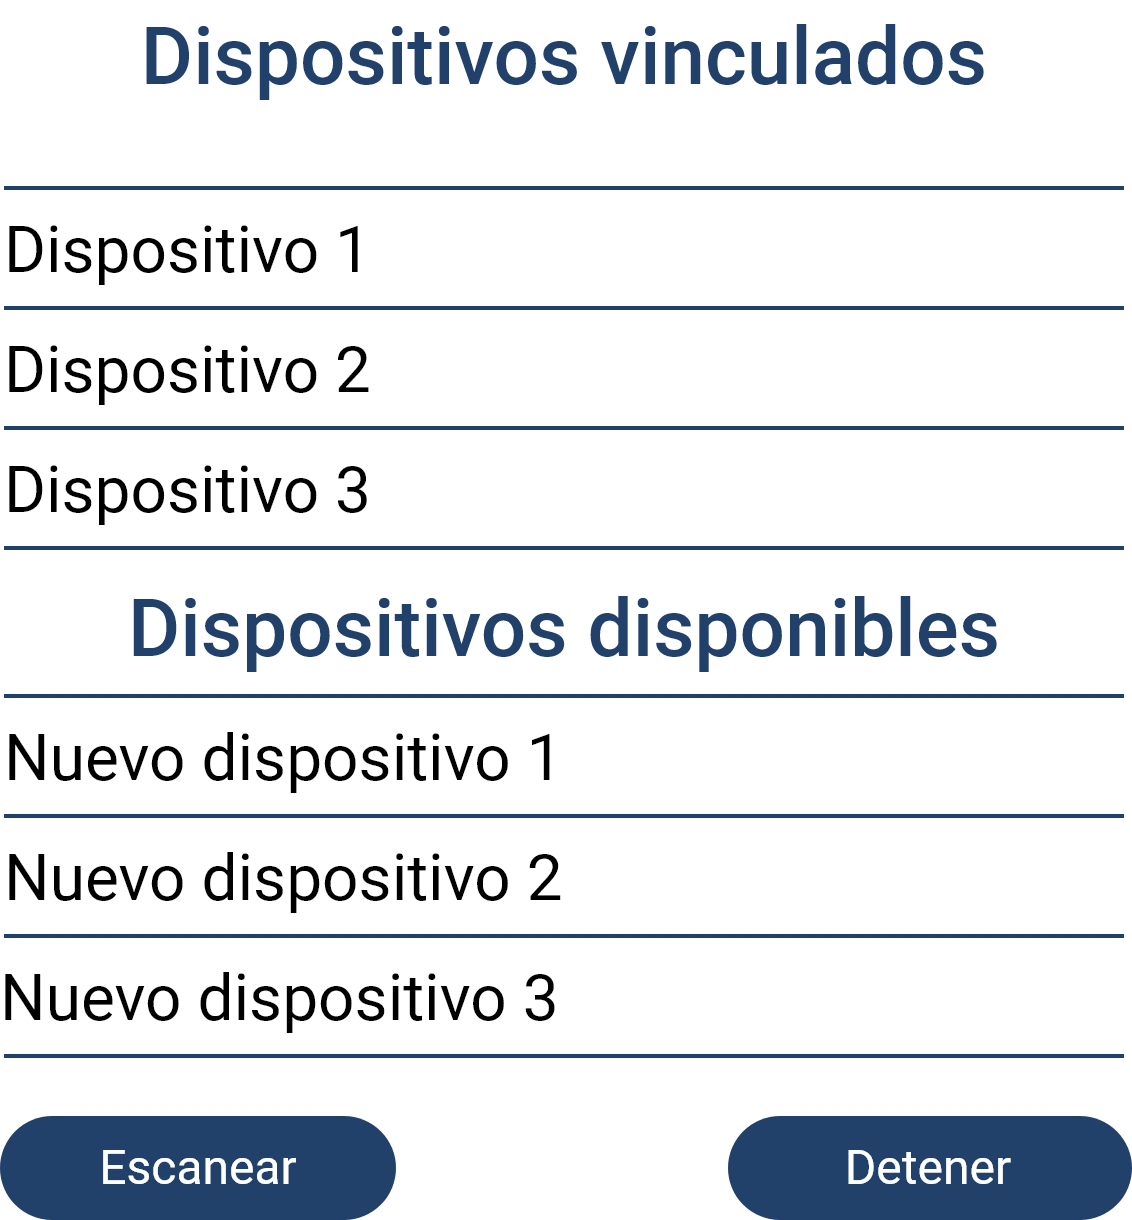 Dispositivos vinculados
Dispositivo 1
Dispositivo 2
Dispositivo 3
Dispositivos disponibles
Nuevo dispositivo 1
Nuevo dispositivo 2
Nuevo dispositivo 3
Escanear
Detener